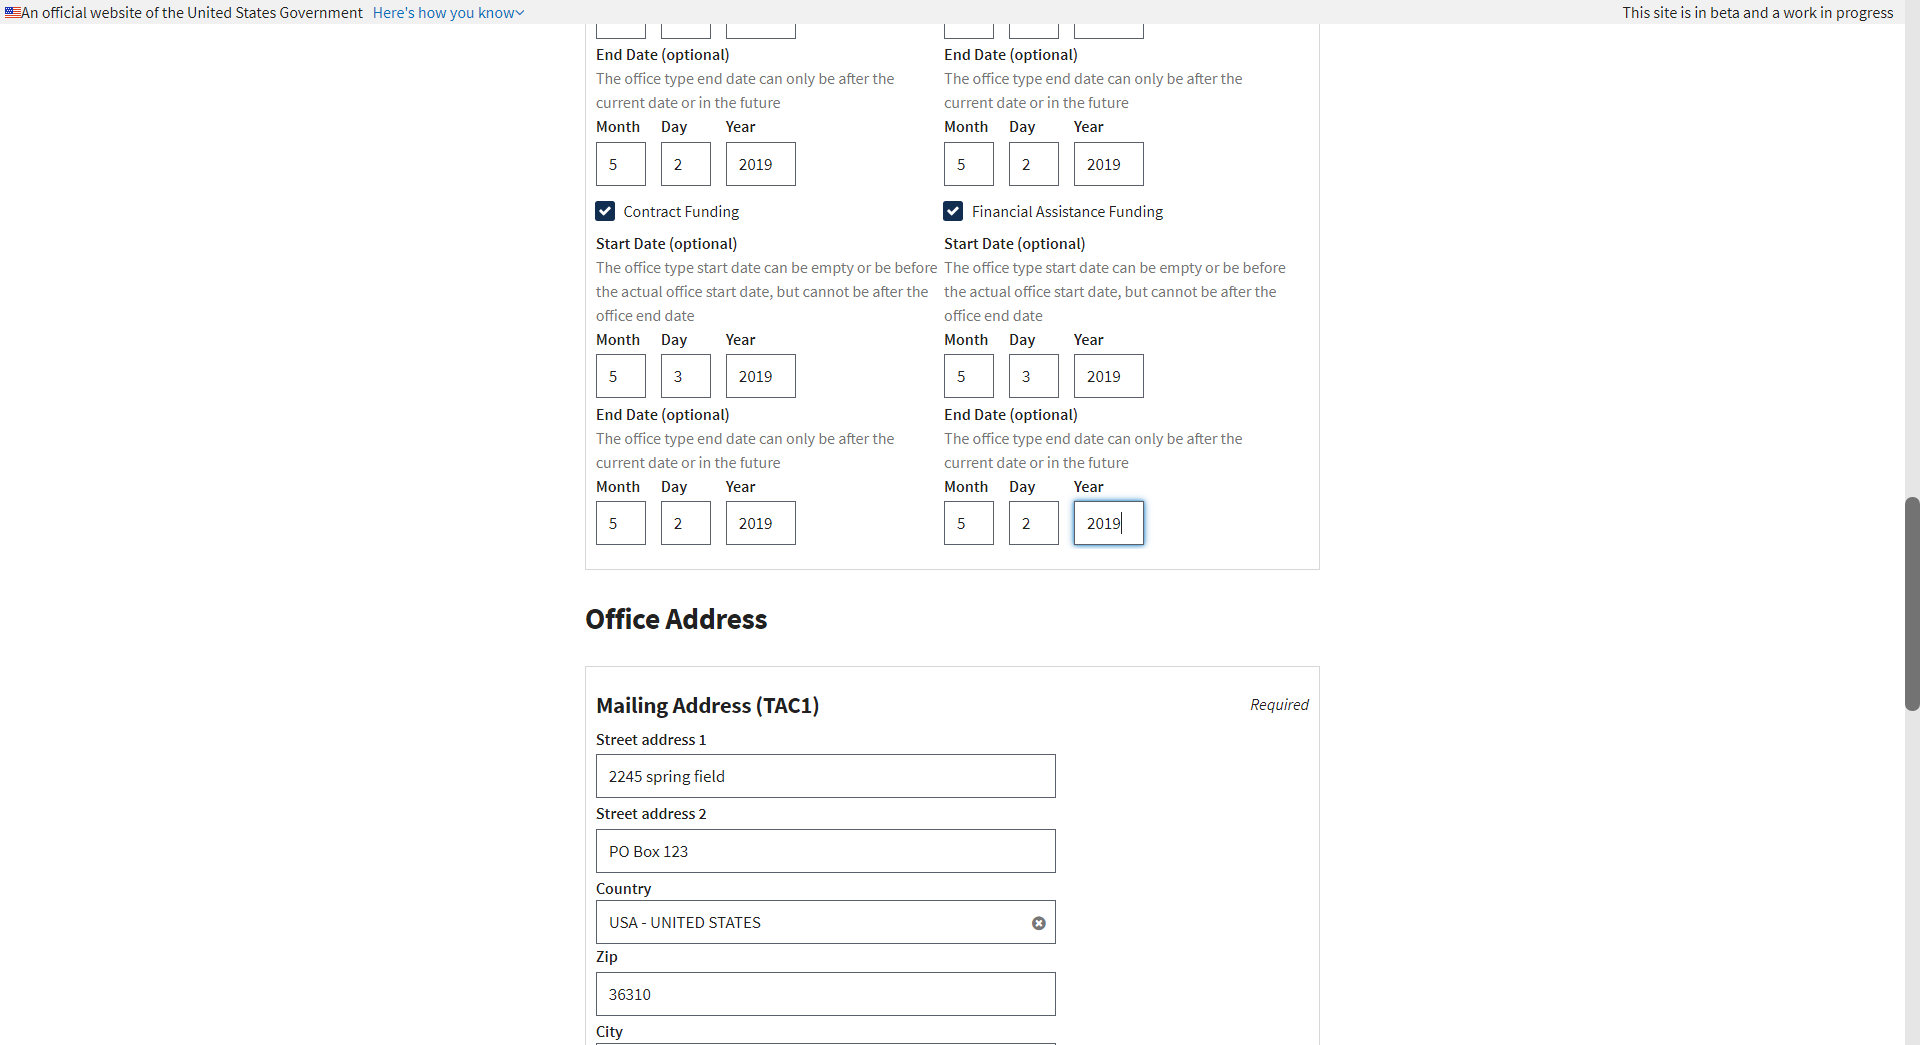 An official website of the United States Government Here's how you know
This site is in beta and a work in progress
End Date (optional)
The office type end date can only be after the
current date or in the future
Month Day Year
5 2 2019
End Date (optional)
The office type end date can only be after the
current date or in the future
Month Day Year
5 2 2019
Contract Funding
Start Date (optional)
The office type start date can be empty or be before
the actual office start date, but cannot be after the
office end date
Month Day Year
5 3 2019
End Date (optional)
The office type end date can only be after the
current date or in the future
Month Day Year
5 2 2019
Financial Assistance Funding
Start Date (optional)
The office type start date can be empty or be before
the actual office start date, but cannot be after the
office end date
Month Day Year
5 3 2019
End Date (optional)
The office type end date can only be after the
current date or in the future
Month Day Year
5 2 2019
Office Address
Mailing Address (TAC1)
Required
Street address 1
2245 spring field
Street address 2
PO Box 123
Country
USA - UNITED STATES
Zip
36310
City